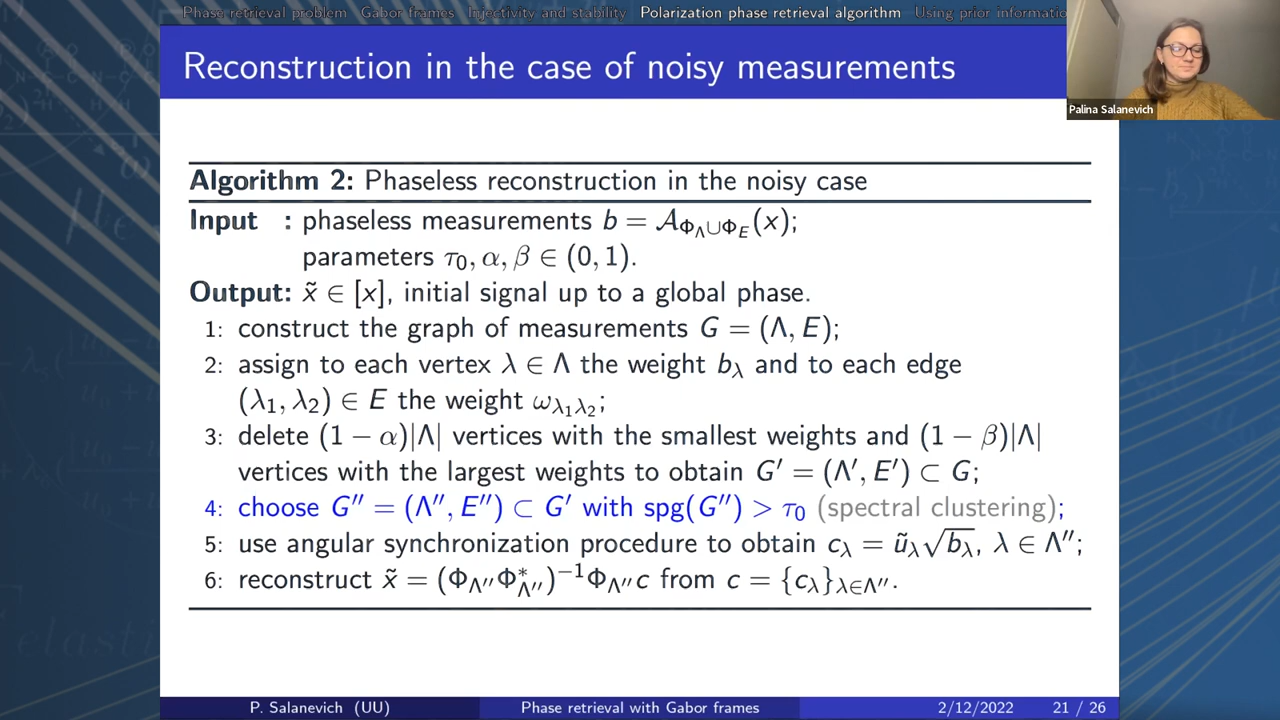 Phase retrieval problem Gabor frames Injectivity and stability Polarization phase retrieval algorithm Using prior informatio
Reconstruction in the case of noisy measurements
Palina Salanevich
Algorithm 2: Phaseless reconstruction in the noisy case
Input : phaseless measurements b = 𝒜_{Φ_Λ∪Φ_E}(x);
parameters τ₀, α, β ∈ (0, 1).
Output: x̃ ∈ [x], initial signal up to a global phase.
1: construct the graph of measurements G = (Λ, E);
2: assign to each vertex λ ∈ Λ the weight b_λ and to each edge
(λ₁, λ₂) ∈ E the weight ω_{λ₁λ₂};
3: delete (1 − α)|Λ| vertices with the smallest weights and (1 − β)|Λ|
vertices with the largest weights to obtain G′ = (Λ′, E′) ⊂ G;
4: choose G″ = (Λ″, E″) ⊂ G′ with spg(G″) > τ₀ (spectral clustering);
5: use angular synchronization procedure to obtain c_λ = ũ_λ√b_λ, λ ∈ Λ″;
6: reconstruct x̃ = (Φ_{Λ″}Φ*_{Λ″})⁻¹Φ_{Λ″}c from c = {c_λ}_{λ∈Λ″}.
P. Salanevich (UU) Phase retrieval with Gabor frames 2/12/2022 21 / 26